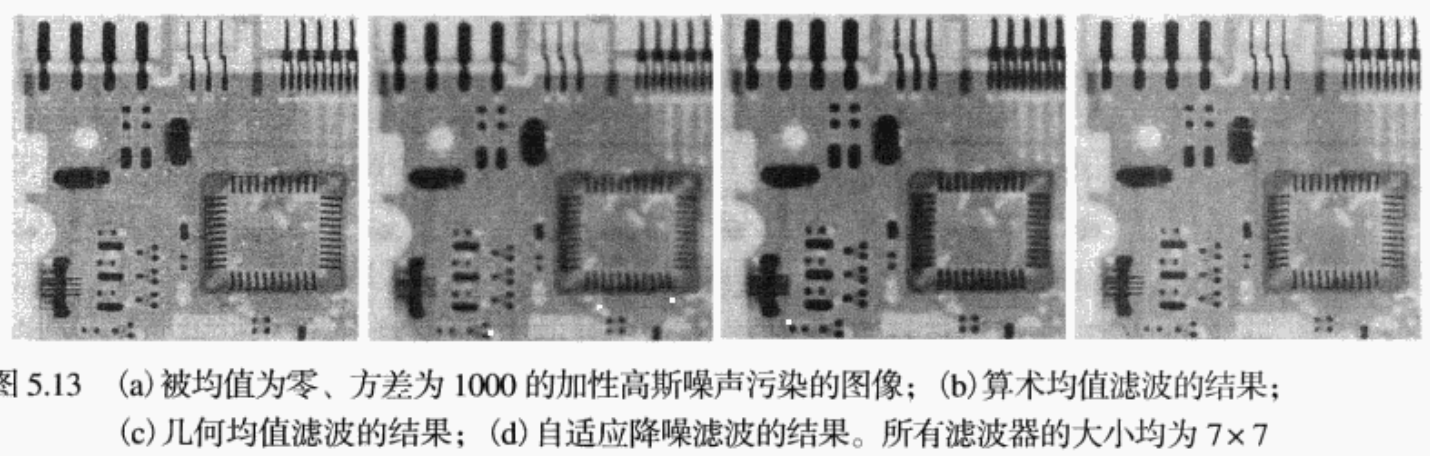 图 5.13 (a) 被均值为零、方差为 1000 的加性高斯噪声污染的图像；(b) 算术均值滤波的结果；
(c) 几何均值滤波的结果；(d) 自适应降噪滤波的结果。所有滤波器的大小均为 7×7